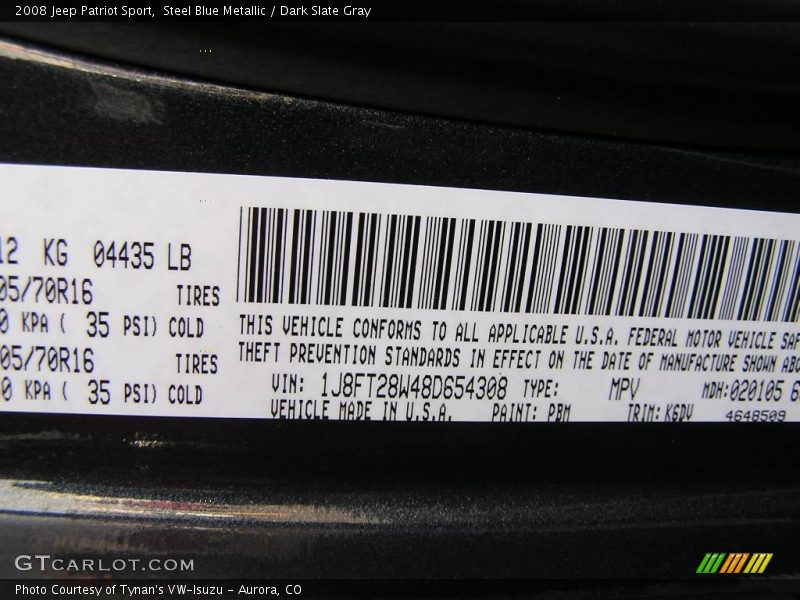 2008 Jeep Patriot Sport,  Steel Blue Metallic / Dark Slate Gray
12 KG 04435 LB
05/70R16 TIRES
0 KPA ( 35 PSI) COLD
05/70R16 TIRES
0 KPA ( 35 PSI) COLD
THIS VEHICLE CONFORMS TO ALL APPLICABLE U.S.A. FEDERAL MOTOR VEHICLE SAF
THEFT PREVENTION STANDARDS IN EFFECT ON THE DATE OF MANUFACTURE SHOWN ABO
VIN: 1J8FT28W48D654308 TYPE: MPV MDH:020105 6
VEHICLE MADE IN U.S.A. PAINT: PBM TRIM: K6DV 4648509
GTCARLOT.COM
Photo Courtesy of Tynan's VW-Isuzu - Aurora, CO